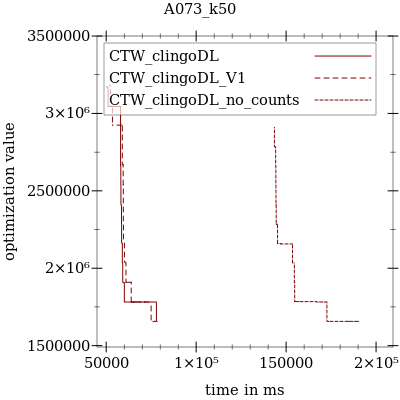 A073_k50
3500000
CTW_clingoDL
CTW_clingoDL_V1
CTW_clingoDL_no_counts
3×10⁶
2500000
2×10⁶
1500000
optimization value
50000 1×10⁵ 150000 2×10⁵
time in ms